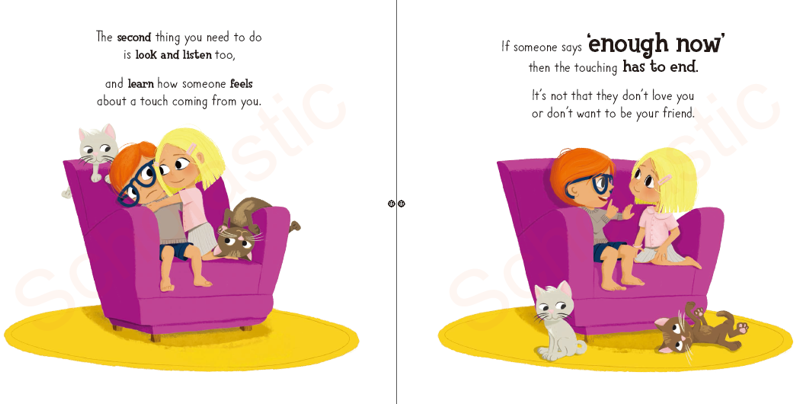 The second thing you need to do
is look and listen too,
and learn how someone feels
about a touch coming from you.
If someone says ‘enough now’
then the touching has to end.
It’s not that they don’t love you
or don’t want to be your friend.
Scholastic
Scholastic